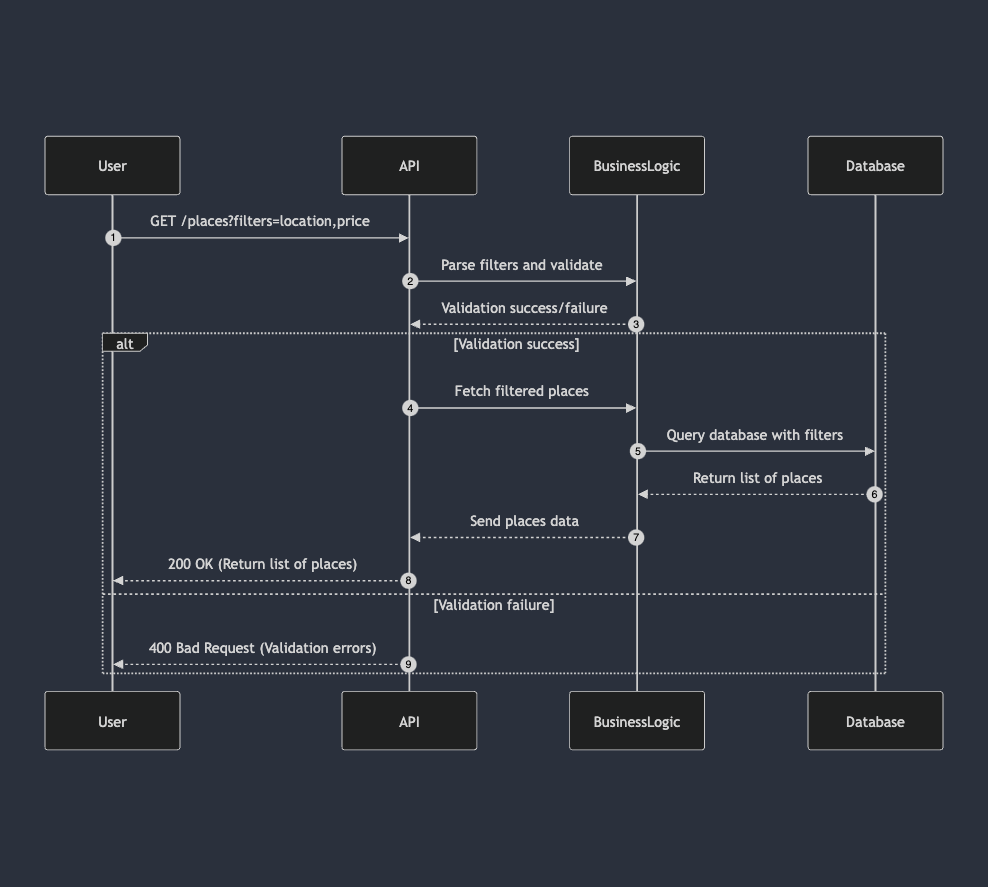 User
API
BusinessLogic
Database
GET /places?filters=location,price
1
Parse filters and validate
2
Validation success/failure
3
alt
[Validation success]
Fetch filtered places
4
Query database with filters
5
Return list of places
6
Send places data
7
200 OK (Return list of places)
8
[Validation failure]
400 Bad Request (Validation errors)
9
User
API
BusinessLogic
Database